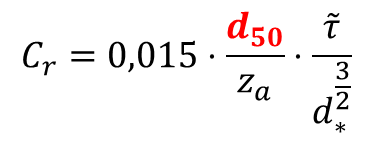 C_r = 0,015 · d_50/z_a · τ̃/d_*^(3/2)